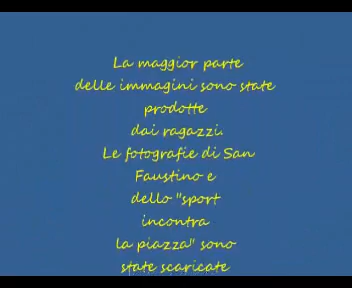 La maggior parte
delle immagini sono state
prodotte
dai ragazzi.
Le fotografie di San
Faustino e
dello "sport
incontra
la piazza" sono
state scaricate